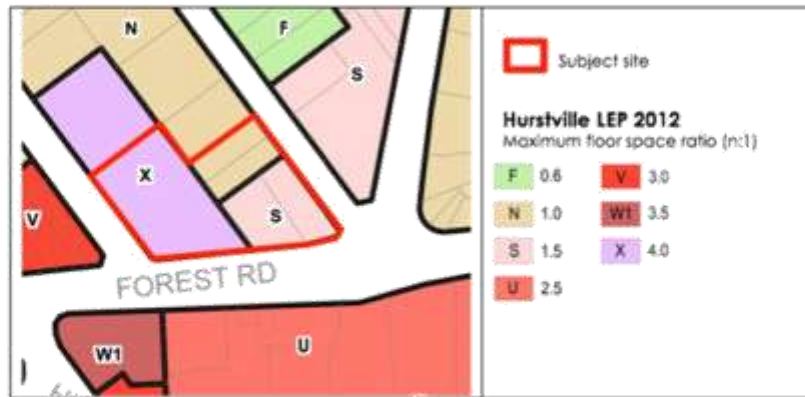 N
F
S
X
S
V
FOREST RD
W1
U
Subject site
Hurstville LEP 2012
Maximum floor space ratio (n:1)
F 0.6
V 3.0
N 1.0
W1 3.5
S 1.5
X 4.0
U 2.5